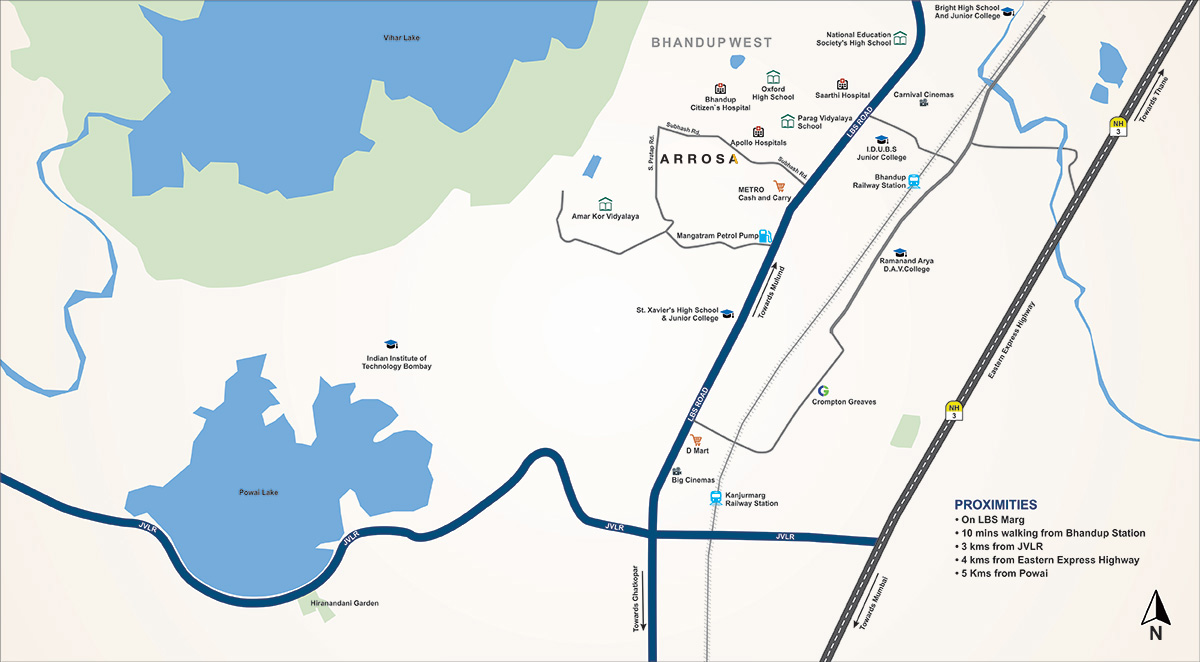 Bright High School
And Junior College
Vihar Lake
National Education
Society's High School
BHANDUP WEST
Oxford
High School
Saarthi Hospital
Carnival Cinemas
Bhandup
Citizen`s Hospital
Towards Thane
LBS ROAD
Parag Vidyalaya
School
NH
3
Subhash Rd.
Apollo Hospitals
I.D.U.B.S
Junior College
S. Pratap Rd.
ARROSA
Subhash Rd.
METRO
Cash and Carry
Bhandup
Railway Station
Amar Kor Vidyalaya
Mangatram Petrol Pump
Ramanand Arya
D.A.V.College
Towards Mulund
St. Xavier's High School
& Junior College
Eastern Express Highway
Indian Institute of
Technology Bombay
LBS ROAD
Crompton Greaves
NH
3
D Mart
Big Cinemas
Powai Lake
Kanjurmarg
Railway Station
PROXIMITIES
• On LBS Marg
• 10 mins walking from Bhandup Station
• 3 kms from JVLR
• 4 kms from Eastern Express Highway
• 5 Kms from Powai
JVLR
JVLR
JVLR
JVLR
Hiranandani Garden
Towards Ghatkopar
Towards Mumbai
N